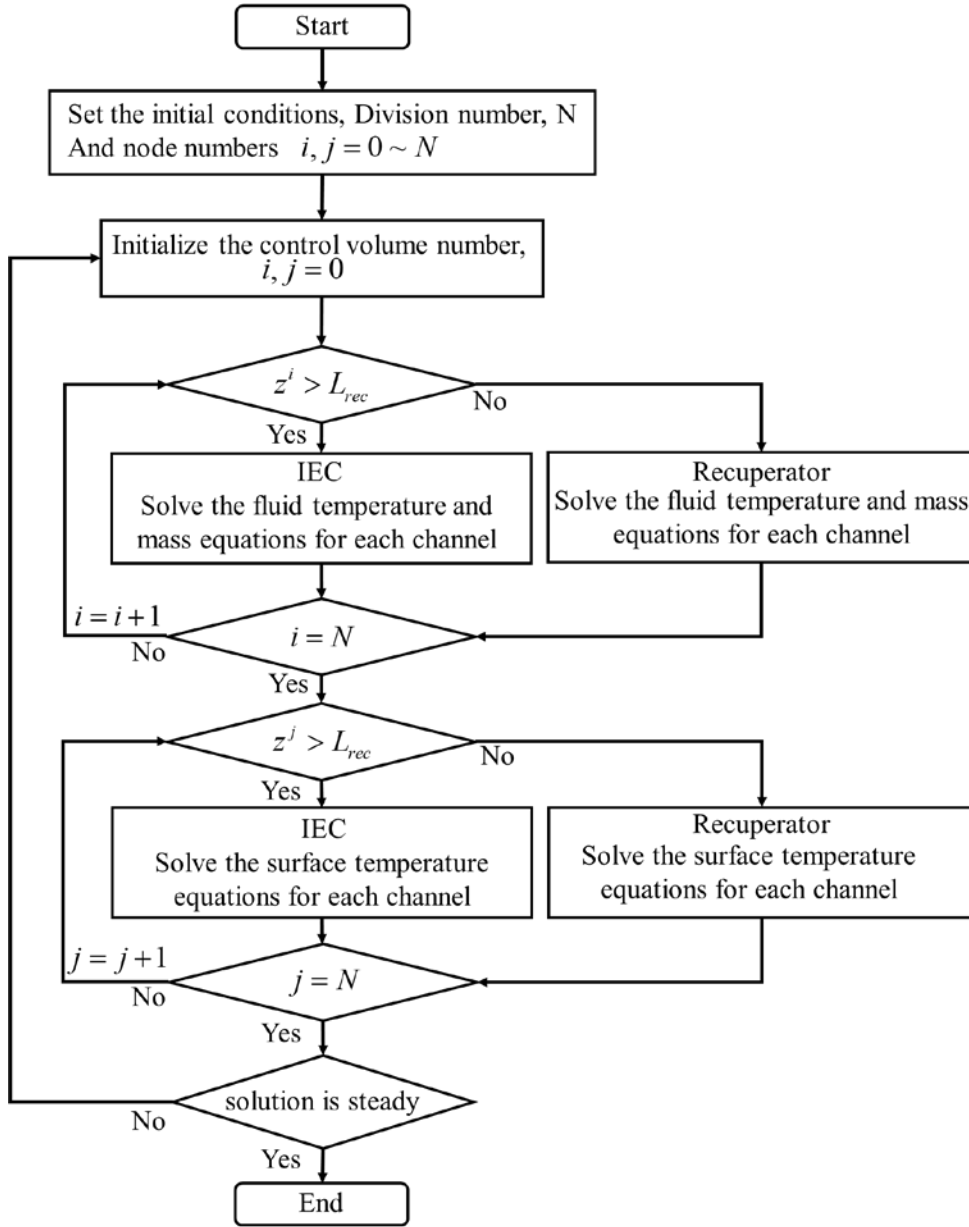 Start
Set the initial conditions, Division number, N
And node numbers i, j = 0 ~ N
Initialize the control volume number,
i, j = 0
z^i > L_rec
No
Yes
IEC
Solve the fluid temperature and
mass equations for each channel
Recuperator
Solve the fluid temperature and mass
equations for each channel
i = i+1
i = N
No
Yes
z^j > L_rec
No
Yes
IEC
Solve the surface temperature
equations for each channel
Recuperator
Solve the surface temperature
equations for each channel
j = j+1
j = N
No
Yes
solution is steady
No
Yes
End